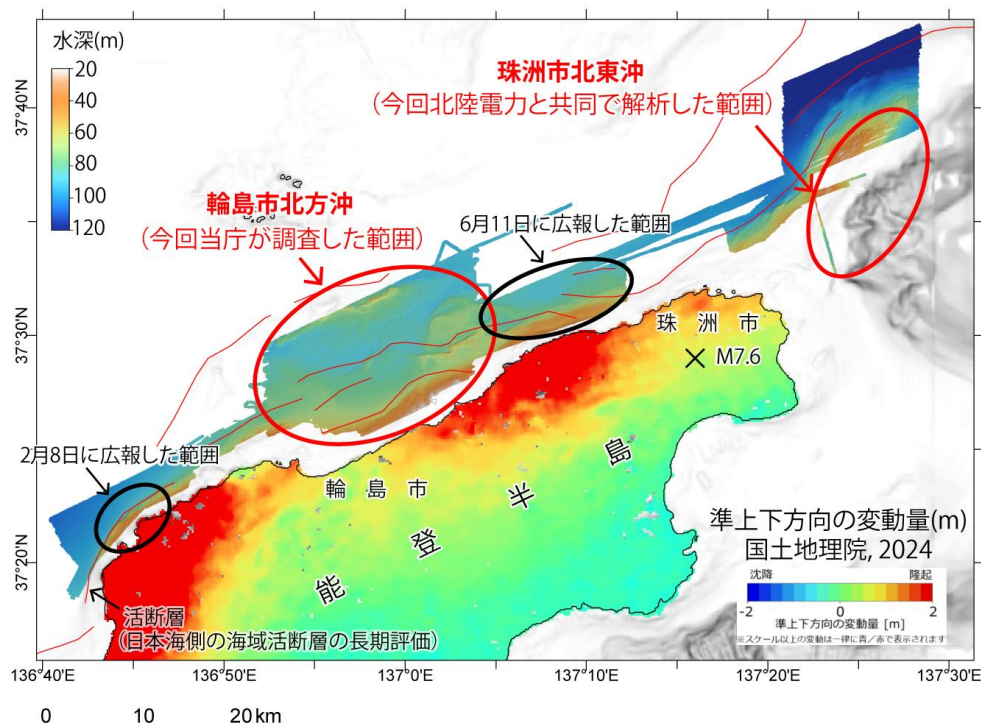 水深(m)
20
40
60
80
100
120
珠洲市北東沖
(今回北陸電力と共同で解析した範囲)
輪島市北方沖
(今回当庁が調査した範囲)
6月11日に広報した範囲
珠 洲 市
M7.6
2月8日に広報した範囲
輪 島 市
能 登 半 島
活断層
(日本海側の海域活断層の長期評価)
準上下方向の変動量(m)
国土地理院, 2024
沈降
隆起
-2
0
2
準上下方向の変動量 [m]
※スケール以上の変動は一律に青／赤で表示されます
37°40'N
37°30'N
37°20'N
136°40'E
136°50'E
137°0'E
137°10'E
137°20'E
137°30'E
0
10
20 km